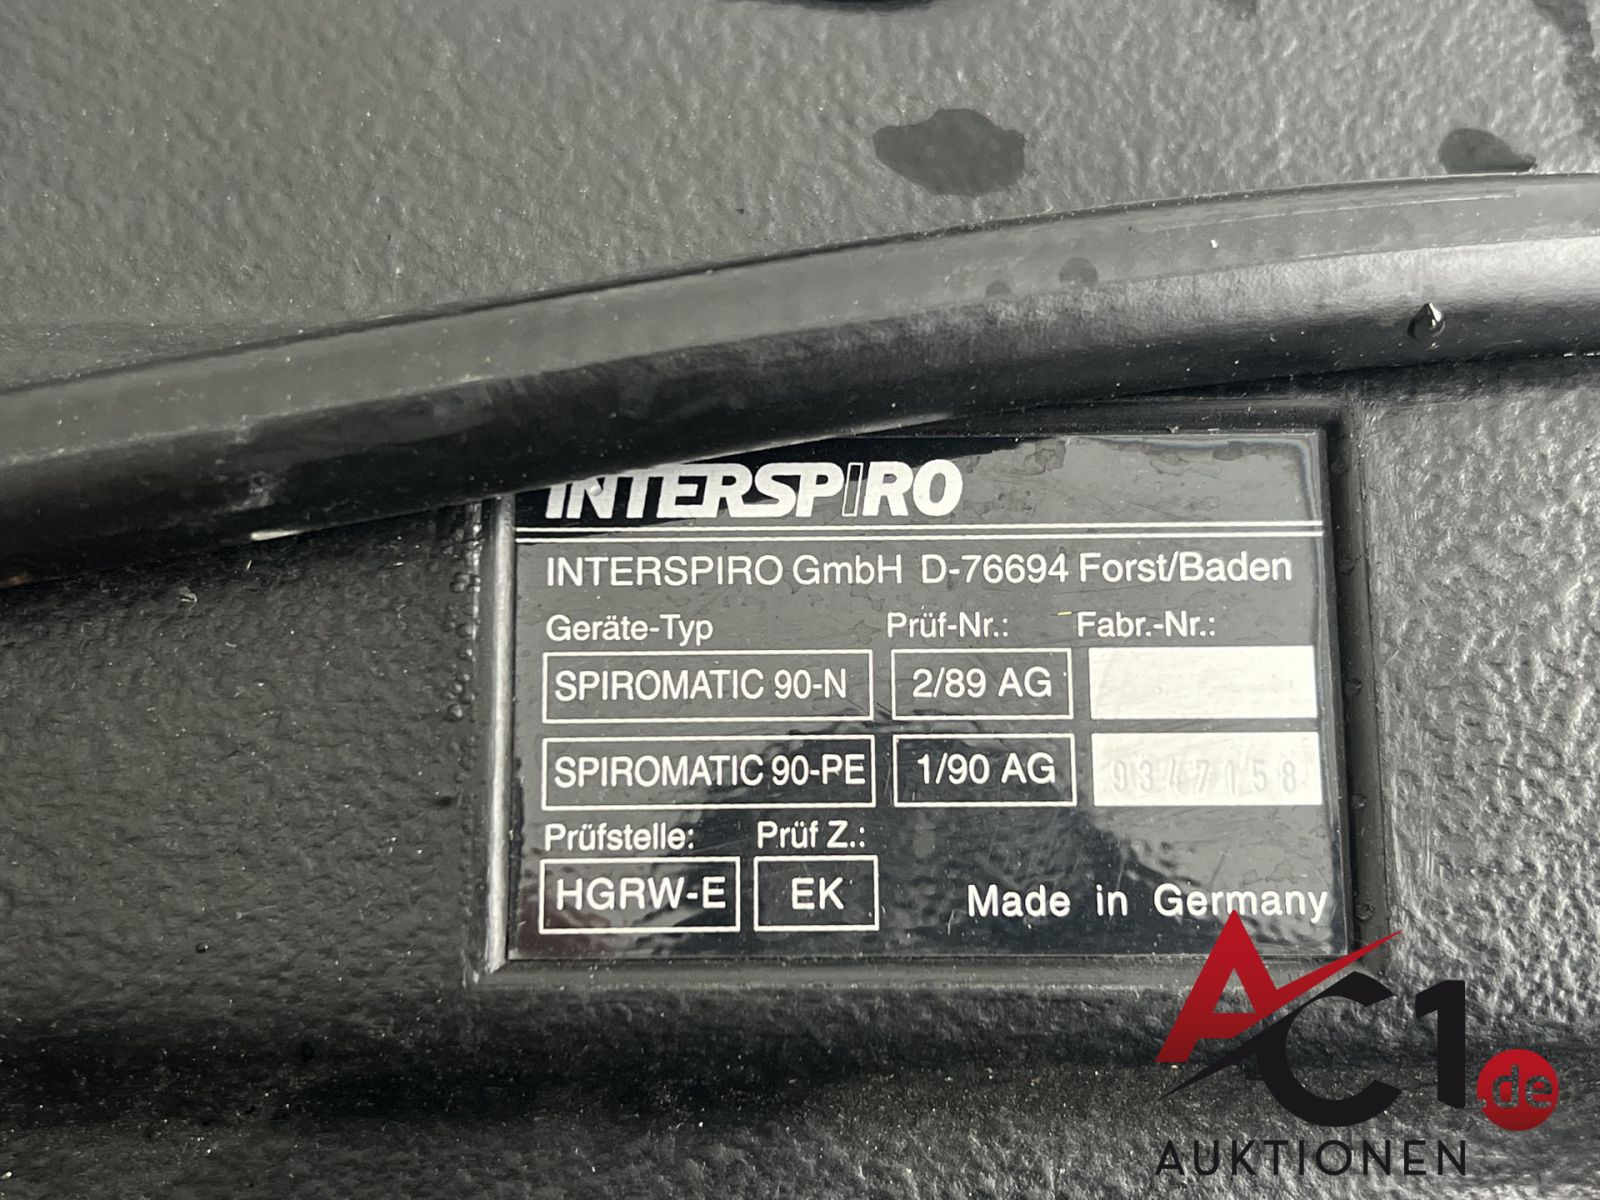 INTERSPIRO
INTERSPIRO GmbH D-76694 Forst/Baden
Geräte-Typ Prüf-Nr.: Fabr.-Nr.:
SPIROMATIC 90-N 2/89 AG
SPIROMATIC 90-PE 1/90 AG 9347158
Prüfstelle: Prüf Z.:
HGRW-E EK Made in Germany
AC1.de
AUKTIONEN